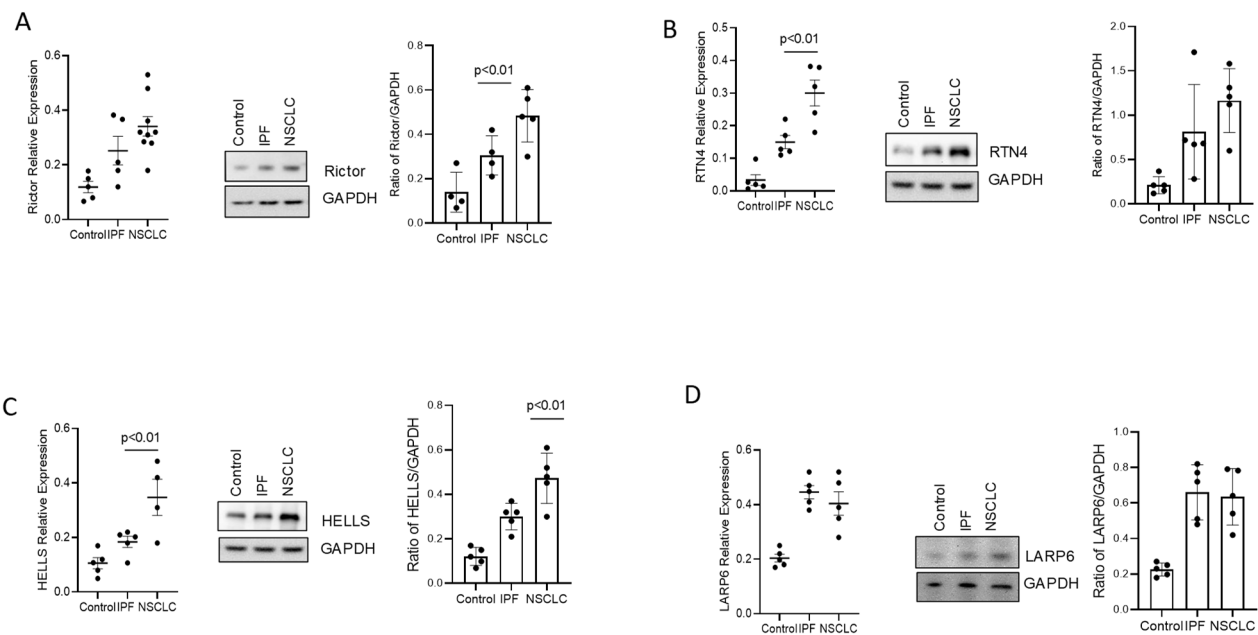 A
Rictor Relative Expression
0.6
0.4
0.2
0.0
Control IPF NSCLC
Control
IPF
NSCLC
Rictor
GAPDH
Ratio of Rictor/GAPDH
0.8
0.6
0.4
0.2
0.0
p<0.01
Control IPF NSCLC
B
RTN4 Relative Expression
0.5
0.4
0.3
0.2
0.1
0.0
p<0.01
Control IPF NSCLC
Control
IPF
NSCLC
RTN4
GAPDH
Ratio of RTN4/GAPDH
2.0
1.5
1.0
0.5
0.0
Control IPF NSCLC
C
HELLS Relative Expression
0.6
0.4
0.2
0.0
p<0.01
Control IPF NSCLC
Control
IPF
NSCLC
HELLS
GAPDH
Ratio of HELLS/GAPDH
0.8
0.6
0.4
0.2
0.0
p<0.01
Control IPF NSCLC
D
LARP6 Relative Expression
0.6
0.4
0.2
0.0
Control IPF NSCLC
Control
IPF
NSCLC
LARP6
GAPDH
Ratio of LARP6/GAPDH
1.0
0.8
0.6
0.4
0.2
0.0
Control IPF NSCLC